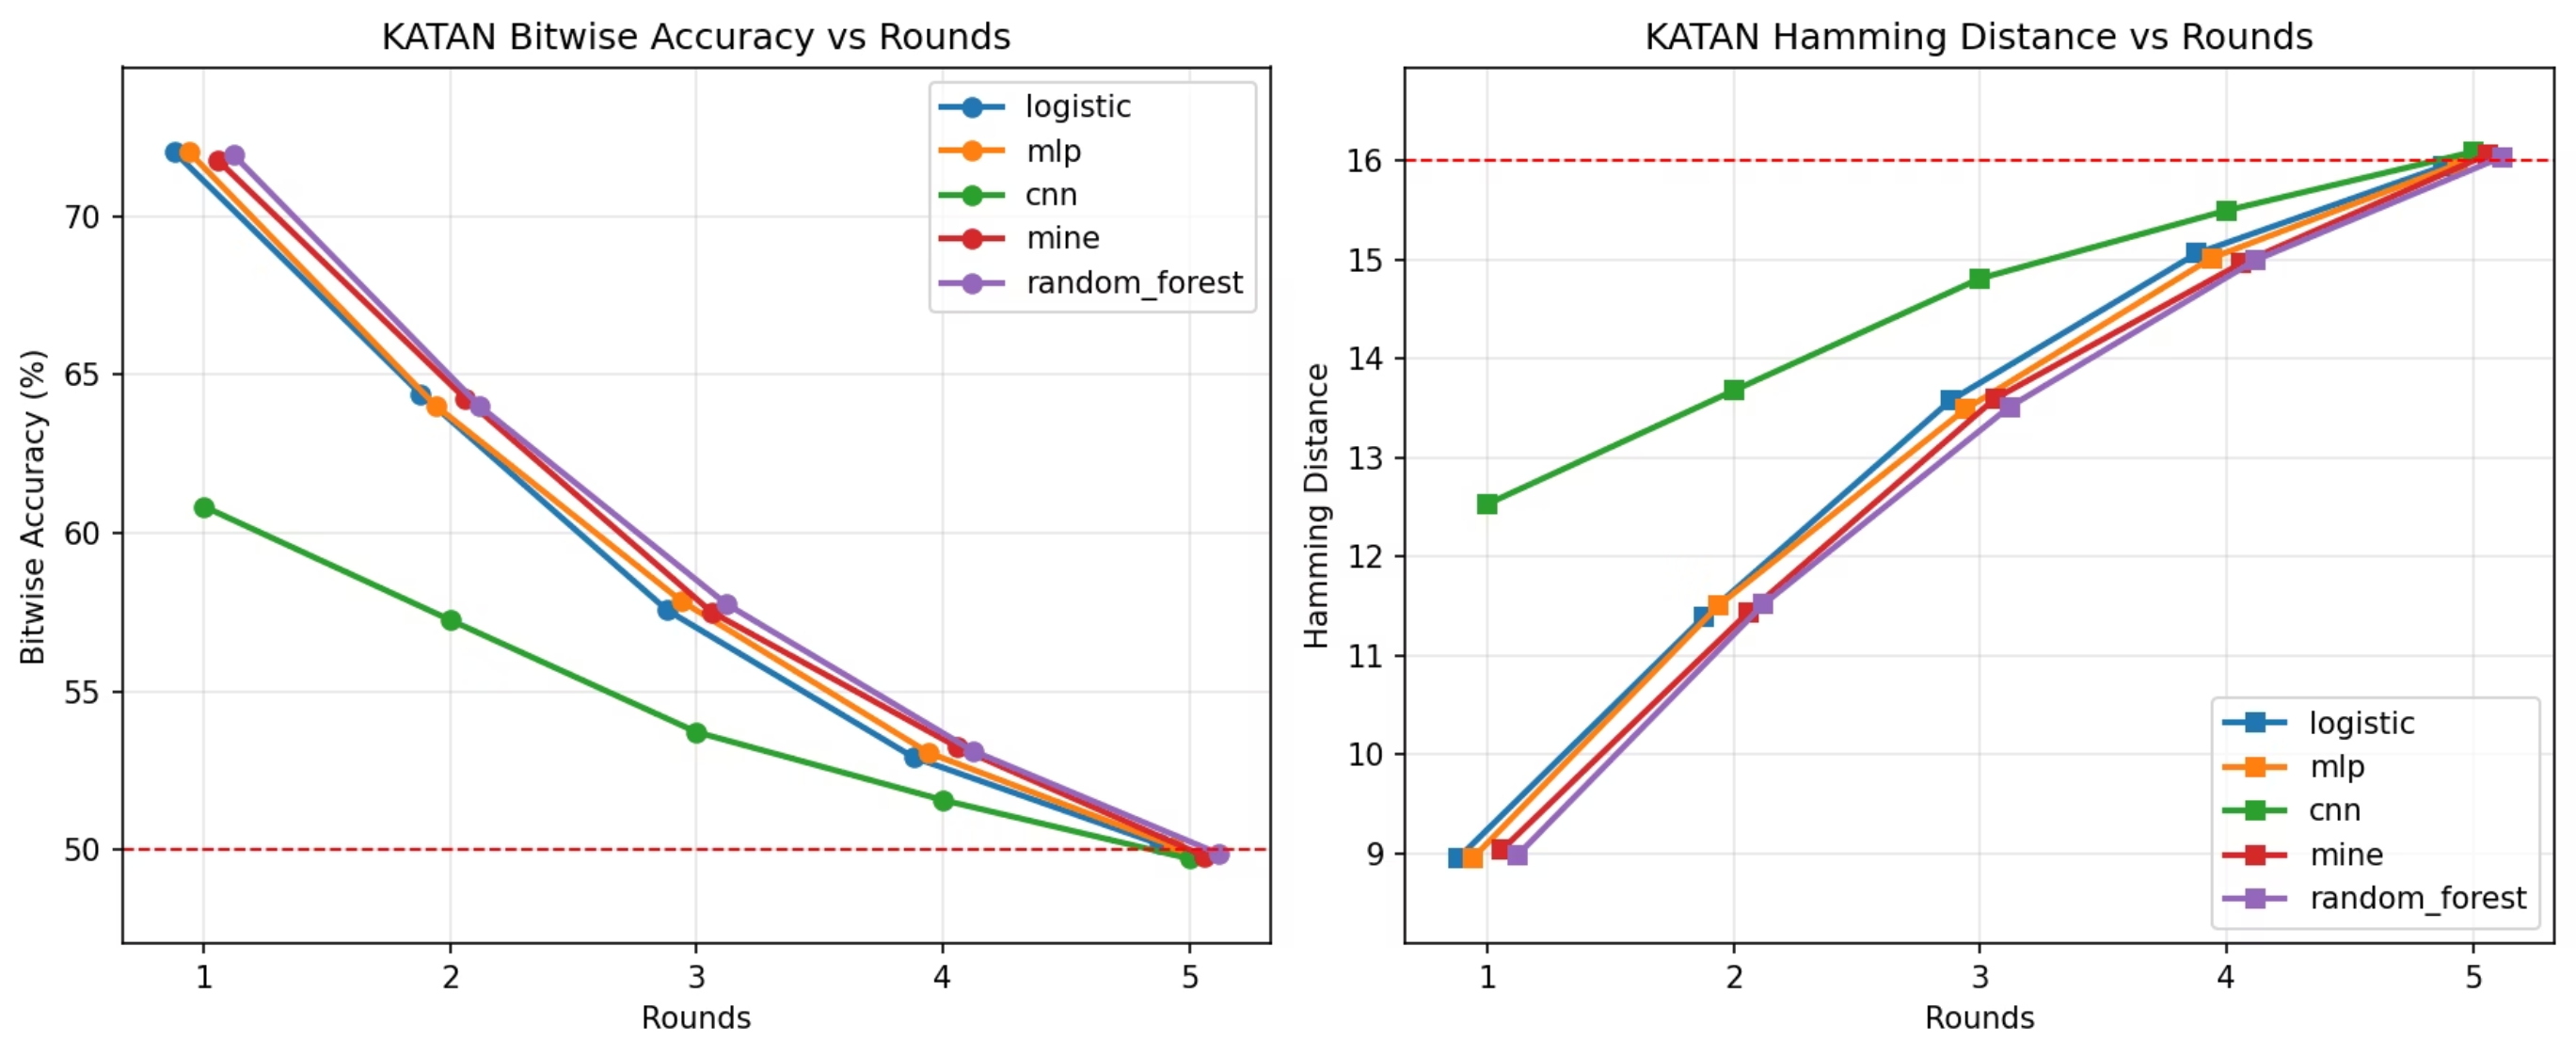 KATAN Bitwise Accuracy vs Rounds
Bitwise Accuracy (%)
70
65
60
55
50
1 2 3 4 5
Rounds
logistic
mlp
cnn
mine
random_forest
KATAN Hamming Distance vs Rounds
Hamming Distance
16
15
14
13
12
11
10
9
1 2 3 4 5
Rounds
logistic
mlp
cnn
mine
random_forest